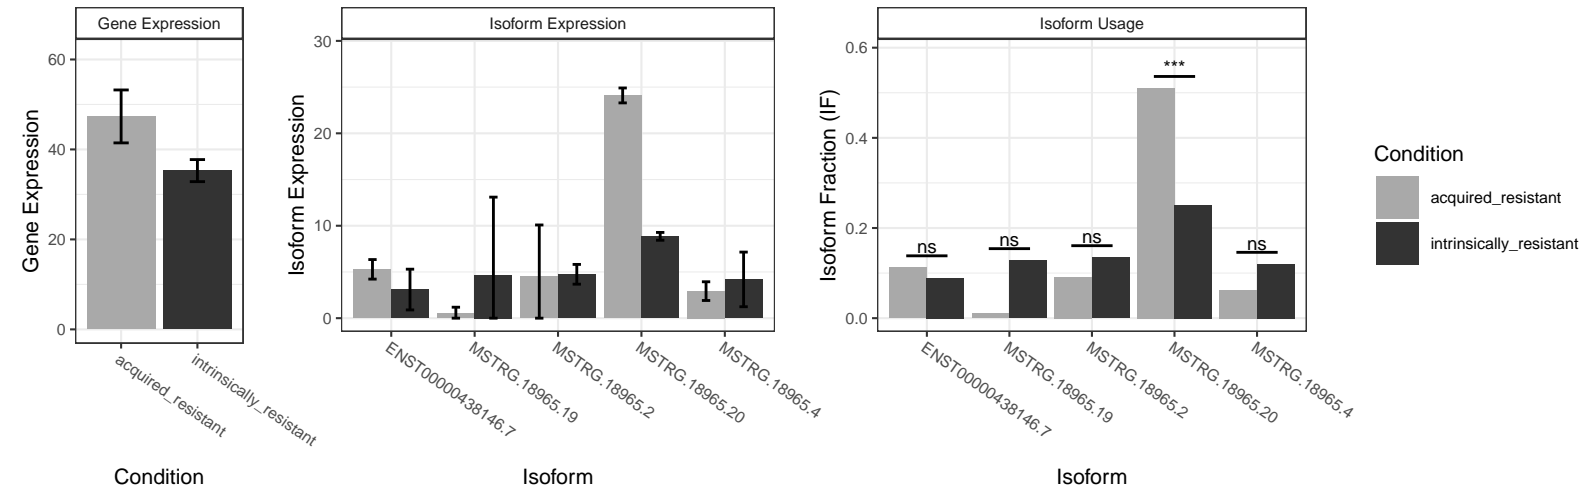 Gene Expression
Isoform Expression
Isoform Usage
Gene Expression
60
40
20
0
acquired_resistant
intrinsically_resistant
Condition
Isoform Expression
30
20
10
0
ENST00000438146.7
MSTRG.18965.19
MSTRG.18965.2
MSTRG.18965.20
MSTRG.18965.4
Isoform
Isoform Fraction (IF)
0.6
0.4
0.2
0.0
ns
ns
ns
***
ns
ENST00000438146.7
MSTRG.18965.19
MSTRG.18965.2
MSTRG.18965.20
MSTRG.18965.4
Isoform
Condition
acquired_resistant
intrinsically_resistant